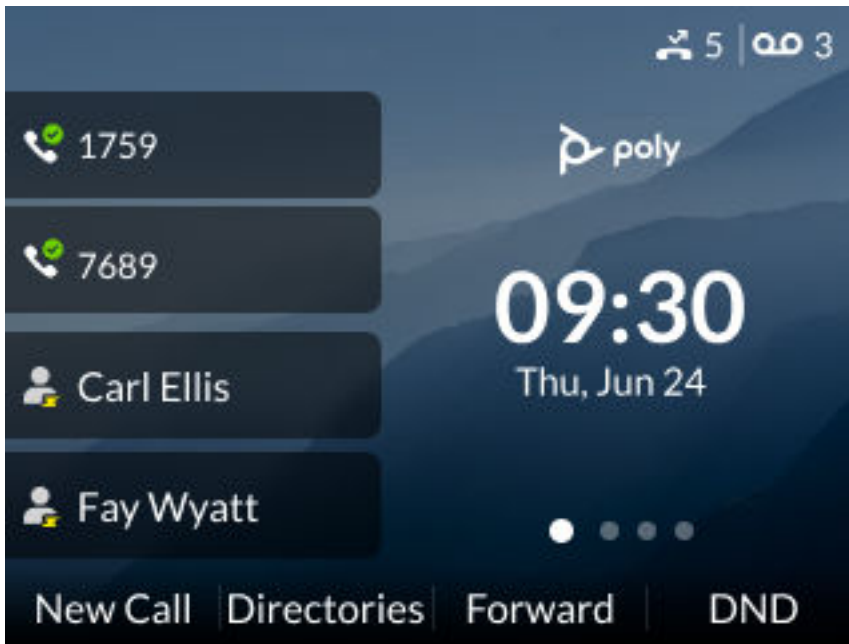 5 3
1759
poly
7689
09:30
Carl Ellis
Thu, Jun 24
Fay Wyatt
New Call Directories Forward DND